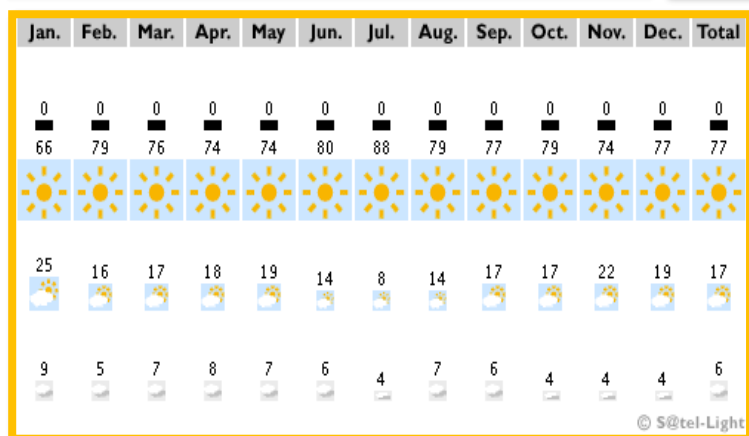 Jan. Feb. Mar. Apr. May Jun. Jul. Aug. Sep. Oct. Nov. Dec. Total
0 0 0 0 0 0 0 0 0 0 0 0 0
66 79 76 74 74 80 88 79 77 79 74 77 77
25 16 17 18 19 14 8 14 17 17 22 19 17
9 5 7 8 7 6 4 7 6 4 4 4 6
© S@tel-Light